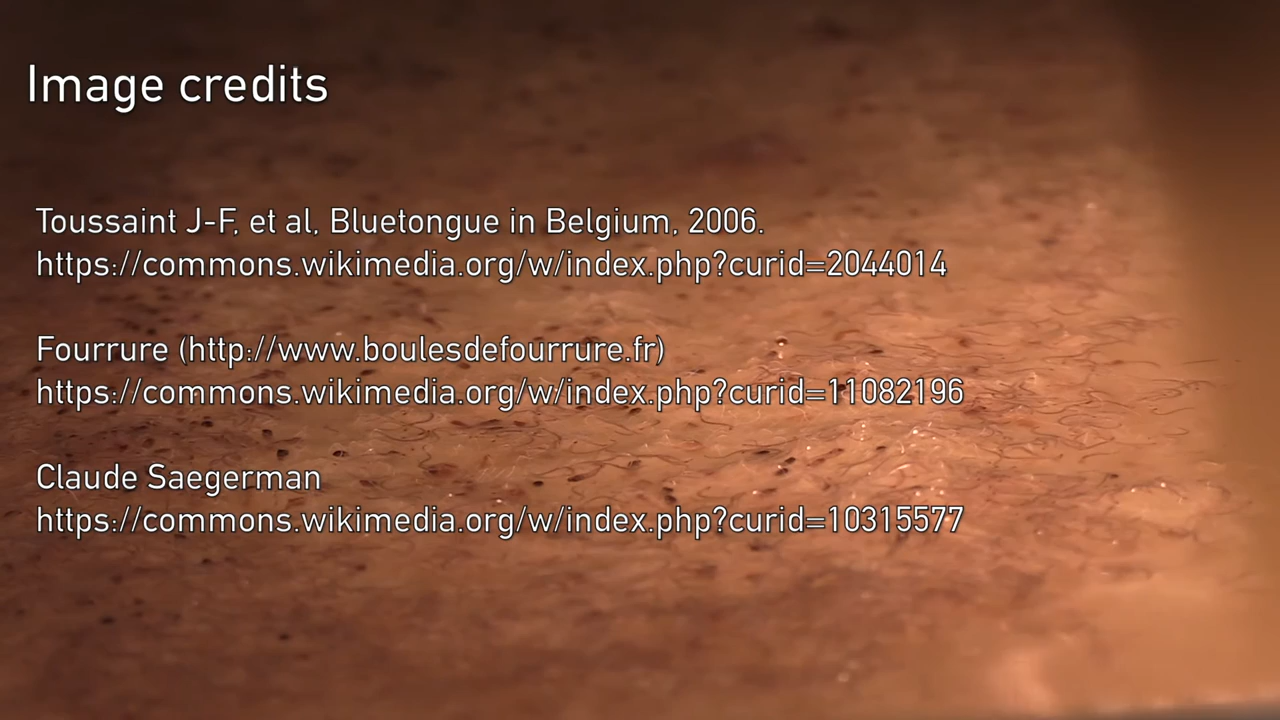 Image credits
Toussaint J-F, et al, Bluetongue in Belgium, 2006.
https://commons.wikimedia.org/w/index.php?curid=2044014
Fourrure (http://www.boulesdefourrure.fr)
https://commons.wikimedia.org/w/index.php?curid=11082196
Claude Saegerman
https://commons.wikimedia.org/w/index.php?curid=10315577